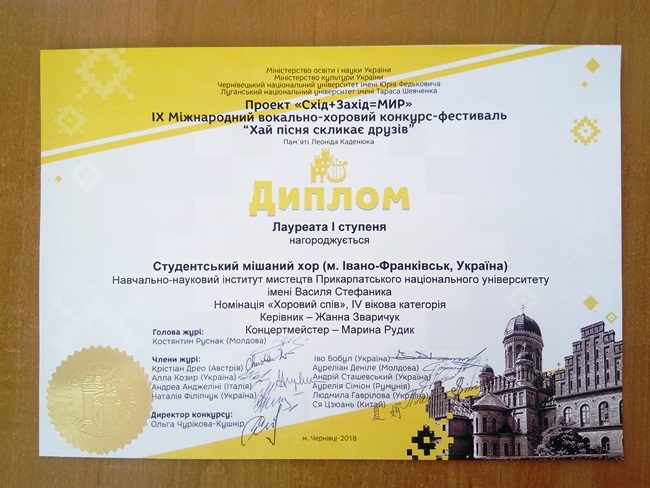 Міністерство освіти і науки України
Міністерство культури України
Чернівецький національний університет імені Юрія Федьковича
Луганський національний університет імені Тараса Шевченка
Проект «Схід+Захід=МИР»
IX Міжнародний вокально-хоровий конкурс-фестиваль
“Хай пісня скликає друзів”
Пам'яті Леоніда Каденюка
Диплом
Лауреата I ступеня
нагороджується
Студентський мішаний хор (м. Івано-Франківськ, Україна)
Навчально-науковий інститут мистецтв Прикарпатського національного університету
імені Василя Стефаника
Номінація «Хоровий спів», IV вікова категорія
Керівник – Жанна Зваричук
Концертмейстер – Марина Рудик
Голова журі:
Костянтин Руснак (Молдова)
Члени журі:
Крістіан Дрео (Австрія)
Алла Козир (Україна)
Андреа Анджеліні (Італія)
Наталія Філіпчук (Україна)
Іво Бобул (Україна)
Ауреліан Деніле (Молдова)
Андрій Сташевський (Україна)
Аурелія Сіміон (Румунія)
Людмила Гаврілова (Україна)
Ся Цзюань (Китай)
Директор конкурсу:
Ольга Чурікова-Кушнір
м. Чернівці-2018